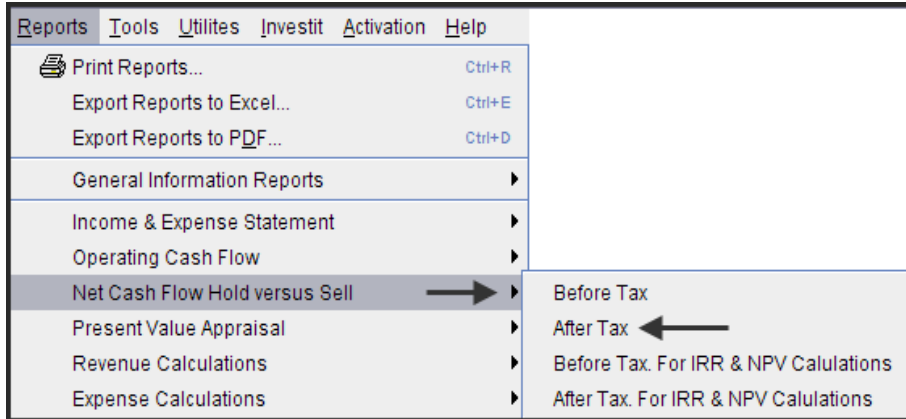 Reports Tools Utilites Investit Activation Help
Print Reports... Ctrl+R
Export Reports to Excel... Ctrl+E
Export Reports to PDF... Ctrl+D
General Information Reports
Income & Expense Statement
Operating Cash Flow
Net Cash Flow Hold versus Sell
Present Value Appraisal
Revenue Calculations
Expense Calculations
Before Tax
After Tax
Before Tax. For IRR & NPV Calulations
After Tax. For IRR & NPV Calulations